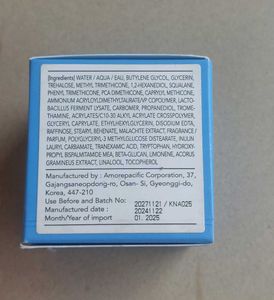 (Ingredients) WATER / AQUA / EAU, BUTYLENE GLYCOL, GLYCERIN,
TREHALOSE, METHYL TRIMETHICONE, 1,2-HEXANEDIOL, SQUALANE,
PHENYL TRIMETHICONE, PCA DIMETHICONE, CAPRYLYL METHICONE,
AMMONIUM ACRYLOYLDIMETHYLTAURATE/VP COPOLYMER, LACTO-
BACILLUS FERMENT LYSATE, CARBOMER, PROPANEDIOL, TROME-
THAMINE, ACRYLATES/C10-30 ALKYL ACRYLATE CROSSPOLYMER,
GLYCERYL CAPRYLATE, ETHYLHEXYLGLYCERIN, DISODIUM EDTA,
RAFFINOSE, STEARYL BEHENATE, MALACHITE EXTRACT, FRAGRANCE /
PARFUM, POLYGLYCERYL-3 METHYLGLUCOSE DISTEARATE, INULIN
LAURYL CARBAMATE, TRANEXAMIC ACID, TRYPTOPHAN, HYDROXY-
PROPYL BISPALMITAMIDE MEA, BETA-GLUCAN, LIMONENE, ACORUS
GRAMINEUS EXTRACT, LINALOOL, TOCOPHEROL
Manufactured by : Amorepacific Corporation, 37,
Gajangsaneopdong-ro, Osan- Si, Gyeonggi-do,
Korea, 447-210
Use Before and Batch No: 20271121 / KNA025
Manufactured date : 20241122
Month/Year of import 01. 2025